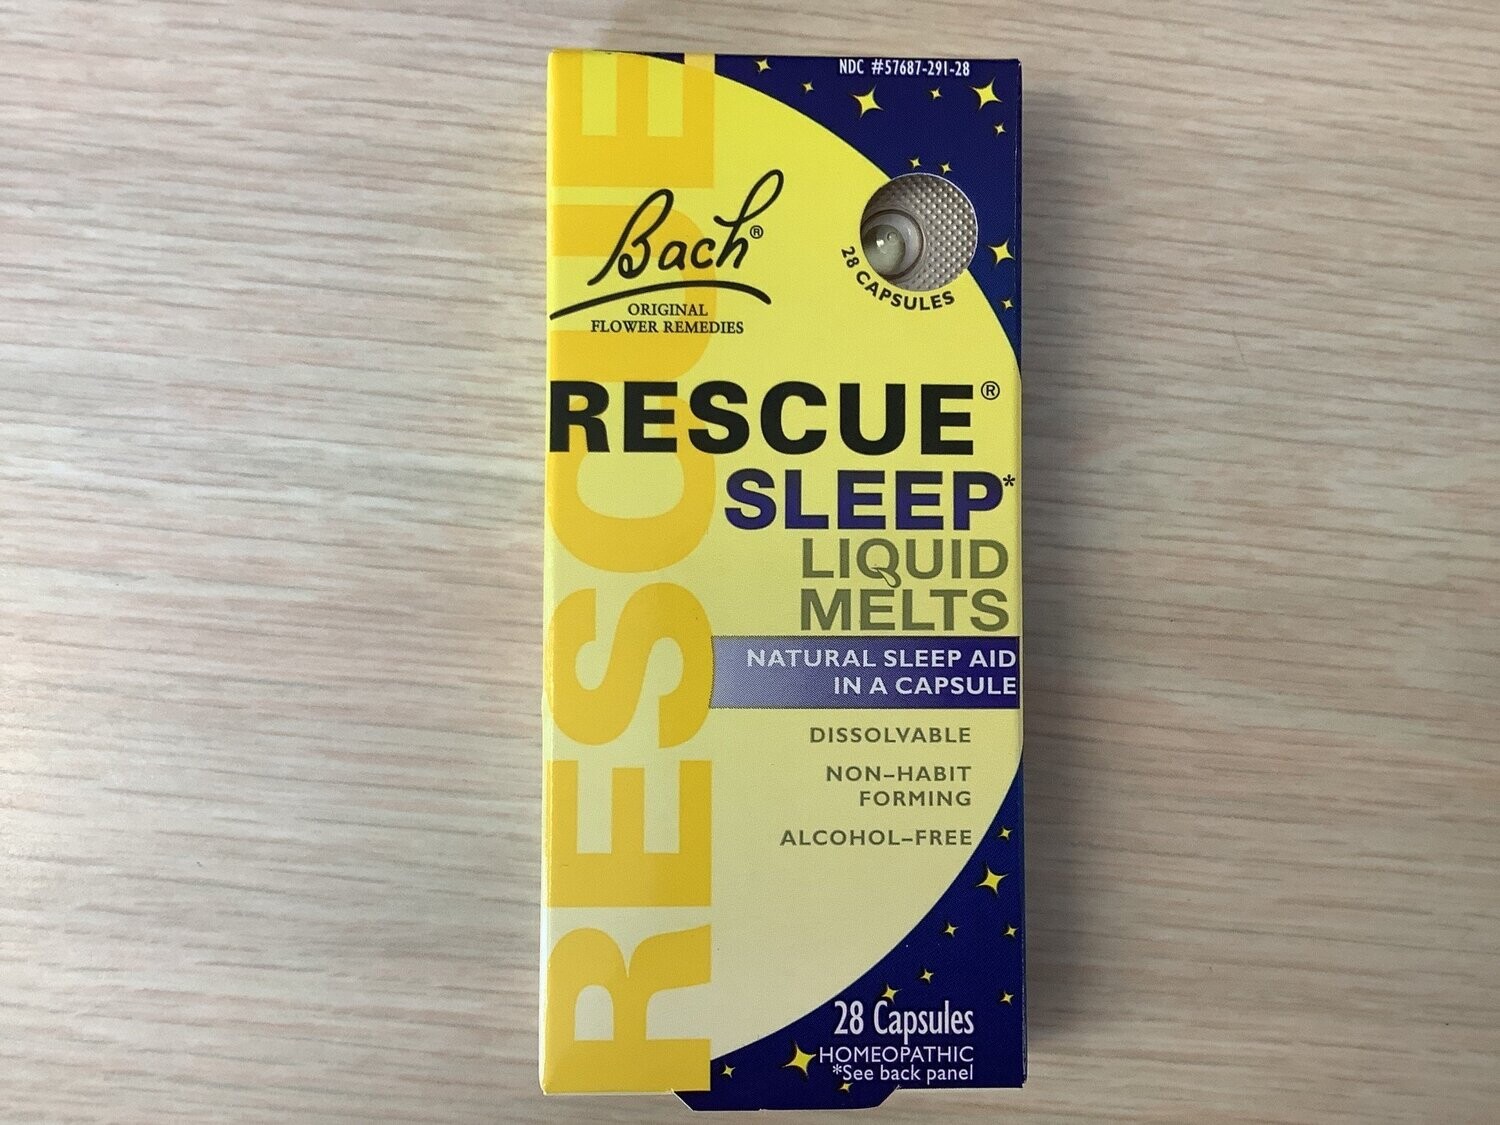 NDC #57687-291-28
Bach®
ORIGINAL
FLOWER REMEDIES
28 CAPSULES
RESCUE
RESCUE®
SLEEP*
LIQUID
MELTS
NATURAL SLEEP AID
IN A CAPSULE
DISSOLVABLE
NON-HABIT
FORMING
ALCOHOL-FREE
28 Capsules
HOMEOPATHIC
*See back panel